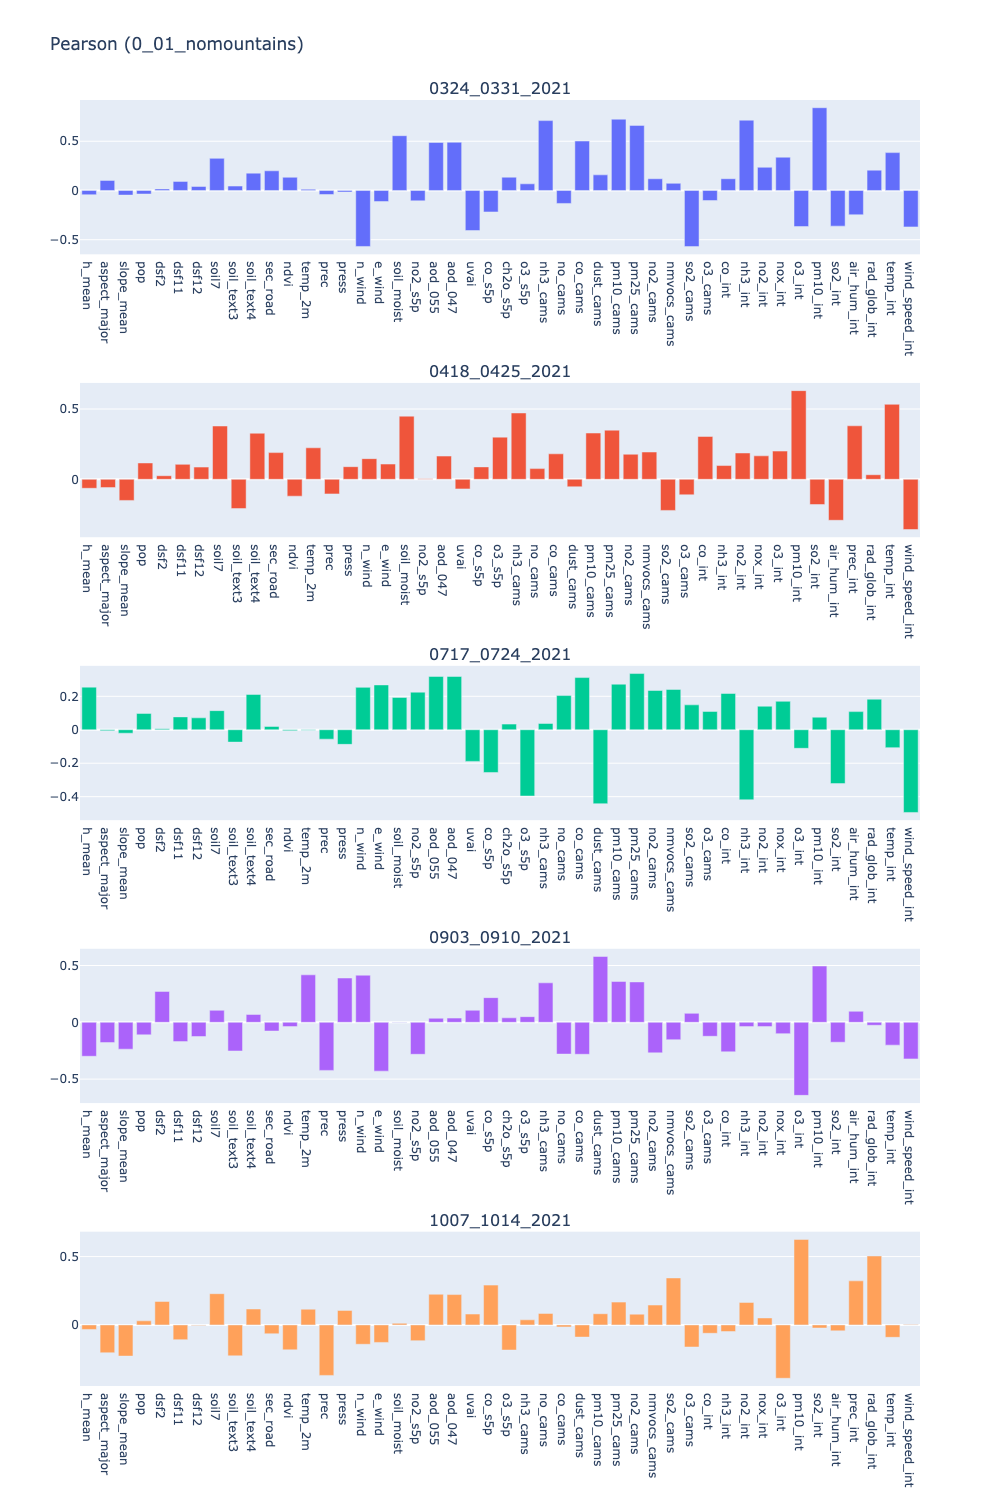 Pearson (0_01_nomountains)
0324_0331_2021
0.5
0
−0.5
h_mean
aspect_major
slope_mean
pop
dsf2
dsf11
dsf12
soil7
soil_text3
soil_text4
sec_road
ndvi
temp_2m
prec
press
n_wind
e_wind
soil_moist
no2_s5p
aod_055
aod_047
uvai
co_s5p
ch2o_s5p
o3_s5p
nh3_cams
no_cams
co_cams
dust_cams
pm10_cams
pm25_cams
no2_cams
nmvocs_cams
so2_cams
o3_cams
co_int
nh3_int
no2_int
nox_int
o3_int
pm10_int
so2_int
air_hum_int
rad_glob_int
temp_int
wind_speed_int
0418_0425_2021
0.5
0
h_mean
aspect_major
slope_mean
pop
dsf2
dsf11
dsf12
soil7
soil_text3
soil_text4
sec_road
ndvi
temp_2m
prec
press
n_wind
e_wind
soil_moist
no2_s5p
aod_047
uvai
co_s5p
o3_s5p
nh3_cams
no_cams
co_cams
dust_cams
pm10_cams
pm25_cams
no2_cams
nmvocs_cams
so2_cams
o3_cams
co_int
nh3_int
no2_int
nox_int
o3_int
pm10_int
so2_int
air_hum_int
prec_int
rad_glob_int
temp_int
wind_speed_int
0717_0724_2021
0.2
0
−0.2
−0.4
h_mean
aspect_major
slope_mean
pop
dsf2
dsf11
dsf12
soil7
soil_text3
soil_text4
sec_road
ndvi
temp_2m
prec
press
n_wind
e_wind
soil_moist
no2_s5p
aod_055
aod_047
uvai
co_s5p
ch2o_s5p
o3_s5p
nh3_cams
no_cams
co_cams
dust_cams
pm10_cams
pm25_cams
no2_cams
nmvocs_cams
so2_cams
o3_cams
co_int
nh3_int
no2_int
nox_int
o3_int
pm10_int
so2_int
air_hum_int
rad_glob_int
temp_int
wind_speed_int
0903_0910_2021
0.5
0
−0.5
h_mean
aspect_major
slope_mean
pop
dsf2
dsf11
dsf12
soil7
soil_text3
soil_text4
sec_road
ndvi
temp_2m
prec
press
n_wind
e_wind
soil_moist
no2_s5p
aod_055
aod_047
uvai
co_s5p
ch2o_s5p
o3_s5p
nh3_cams
no_cams
co_cams
dust_cams
pm10_cams
pm25_cams
no2_cams
nmvocs_cams
so2_cams
o3_cams
co_int
nh3_int
no2_int
nox_int
o3_int
pm10_int
so2_int
air_hum_int
rad_glob_int
temp_int
wind_speed_int
1007_1014_2021
0.5
0
h_mean
aspect_major
slope_mean
pop
dsf2
dsf11
dsf12
soil7
soil_text3
soil_text4
sec_road
ndvi
temp_2m
prec
press
n_wind
e_wind
soil_moist
no2_s5p
aod_055
aod_047
uvai
co_s5p
o3_s5p
nh3_cams
no_cams
co_cams
dust_cams
pm10_cams
pm25_cams
no2_cams
nmvocs_cams
so2_cams
o3_cams
co_int
nh3_int
no2_int
nox_int
o3_int
pm10_int
so2_int
air_hum_int
prec_int
rad_glob_int
temp_int
wind_speed_int